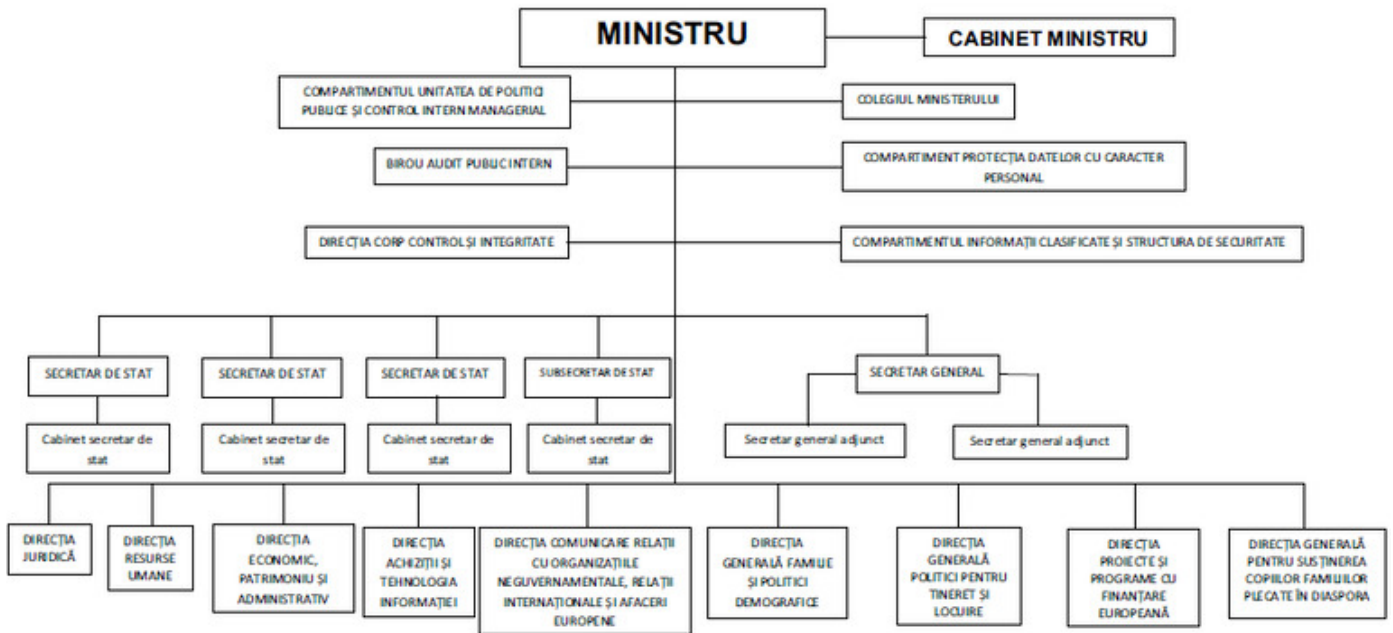 MINISTRU
CABINET MINISTRU
COMPARTIMENTUL UNITATEA DE POLITICI
PUBLICE ȘI CONTROL INTERN MANAGERIAL
COLEGIUL MINISTERULUI
BIROU AUDIT PUBLIC INTERN
COMPARTIMENT PROTECȚIA DATELOR CU CARACTER
PERSONAL
DIRECȚIA CORP CONTROL ȘI INTEGRITATE
COMPARTIMENTUL INFORMAȚII CLASIFICATE ȘI STRUCTURA DE SECURITATE
SECRETAR DE STAT
SECRETAR DE STAT
SECRETAR DE STAT
SUBSECRETAR DE STAT
SECRETAR GENERAL
Cabinet secretar de
stat
Cabinet secretar de
stat
Cabinet secretar de
stat
Cabinet secretar de
stat
Secretar general adjunct
Secretar general adjunct
DIRECȚIA
JURIDICĂ
DIRECȚIA
RESURSE
UMANE
DIRECȚIA
ECONOMIC,
PATRIMONIU ȘI
ADMINISTRATIV
DIRECȚIA
ACHIZIȚII ȘI
TEHNOLOGIA
INFORMAȚIEI
DIRECȚIA COMUNICARE RELAȚII
CU ORGANIZAȚIILE
NEGUVERNAMENTALE, RELAȚII
INTERNAȚIONALE ȘI AFACERI
EUROPENE
DIRECȚIA
GENERALĂ FAMILIE
ȘI POLITICI
DEMOGRAFICE
DIRECȚIA
GENERALĂ
POLITICI PENTRU
TINERET ȘI
LOCUIRE
DIRECȚIA
PROIECTE ȘI
PROGRAME CU
FINANȚARE
EUROPEANĂ
DIRECȚIA GENERALĂ
PENTRU SUSȚINEREA
COPIILOR FAMILIILOR
PLECATE ÎN DIASPORA